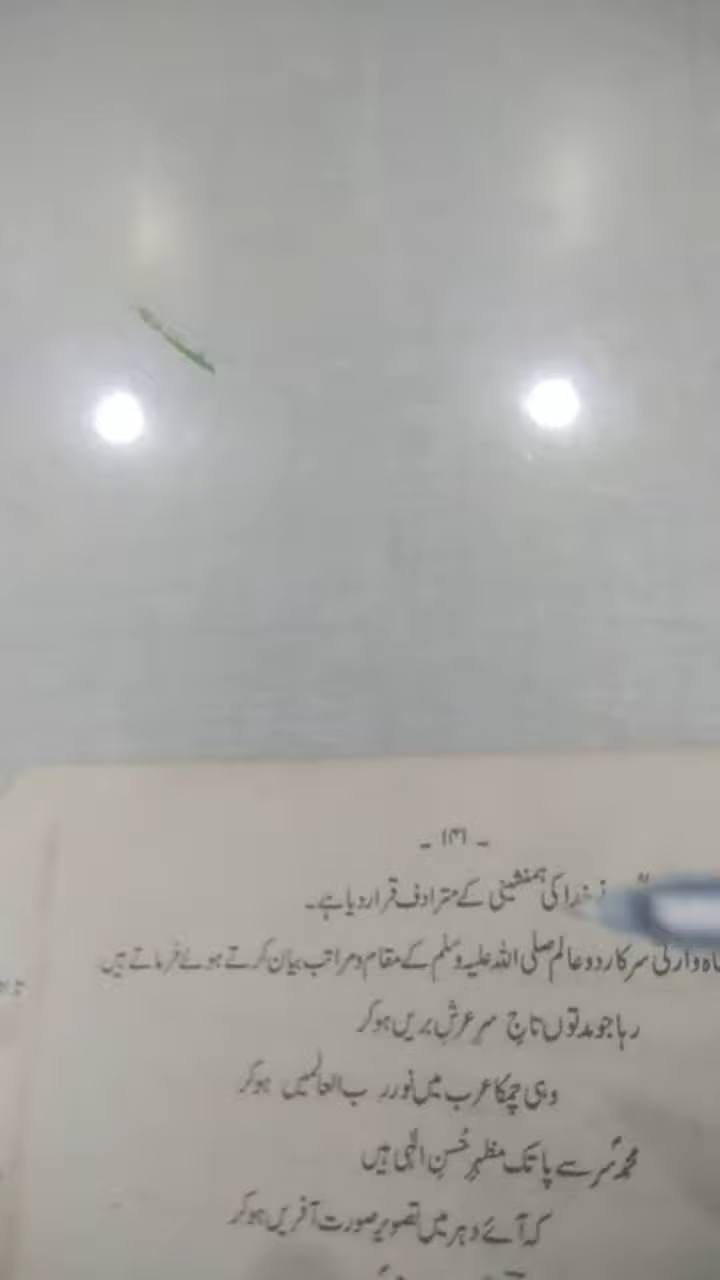 - ۱۳۱ -
خدا کی ہمنشینی کے مترادف قرار دیا ہے۔
وارثی سرکار دو عالم صلی اللہ علیہ وسلم کے مقام و مراتب بیان کرتے ہوئے فرماتے ہیں
رہا جو مدتوں تاجِ سرِ عرشِ بریں ہو کر
وہی چمکا عرب میں نور رب العالمیں ہو کر
محمدؐ سر سے پا تک مظہرِ حُسنِ الٰہی ہیں
کہ آئے دہر میں تصویرِ صورت آفریں ہو کر